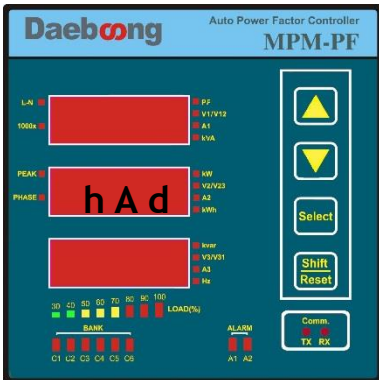 Daeboong
Auto Power Factor Controller
MPM-PF
L-N
1000x
PF
V1/V12
A1
kVA
PEAK
PHASE
h A d
kW
V2/V23
A2
kWh
kvar
V3/V31
A3
Hz
30 40 50 60 70 80 90 100 LOAD(%)
BANK
C1 C2 C3 C4 C5 C6
ALARM
A1 A2
Select
Shift
Reset
Comm.
TX RX